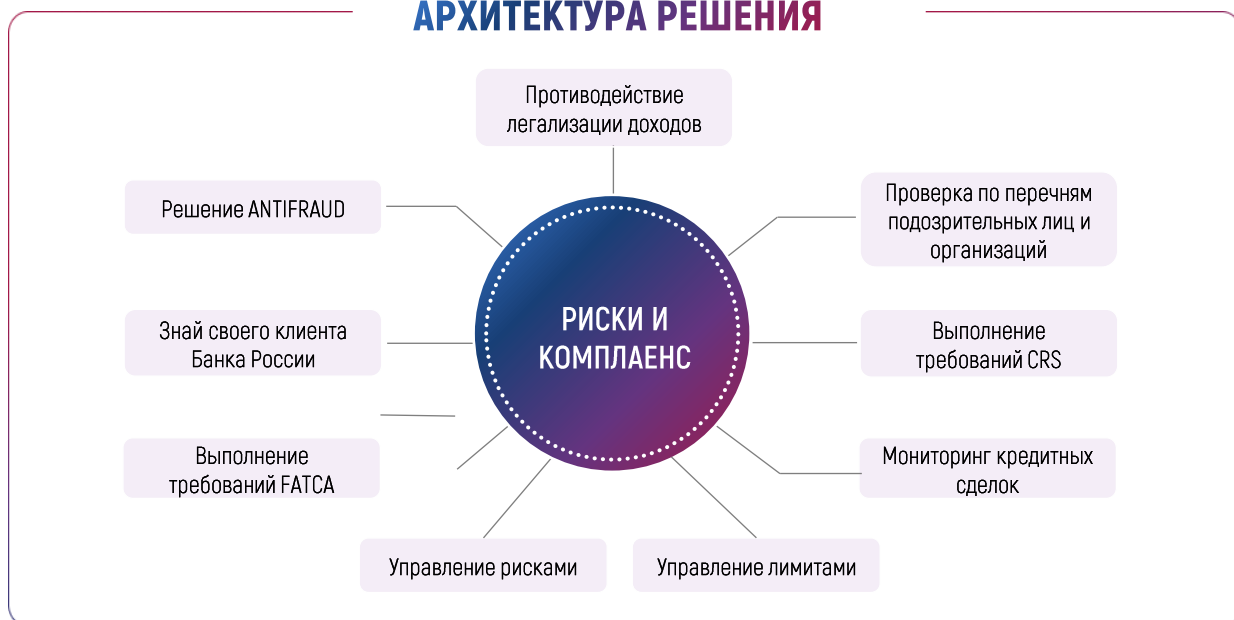 АРХИТЕКТУРА РЕШЕНИЯ
Противодействие
легализации доходов
Решение ANTIFRAUD
Проверка по перечням
подозрительных лиц и
организаций
Знай своего клиента
Банка России
РИСКИ И
КОМПЛАЕНС
Выполнение
требований CRS
Выполнение
требований FATCA
Мониторинг кредитных
сделок
Управление рисками
Управление лимитами